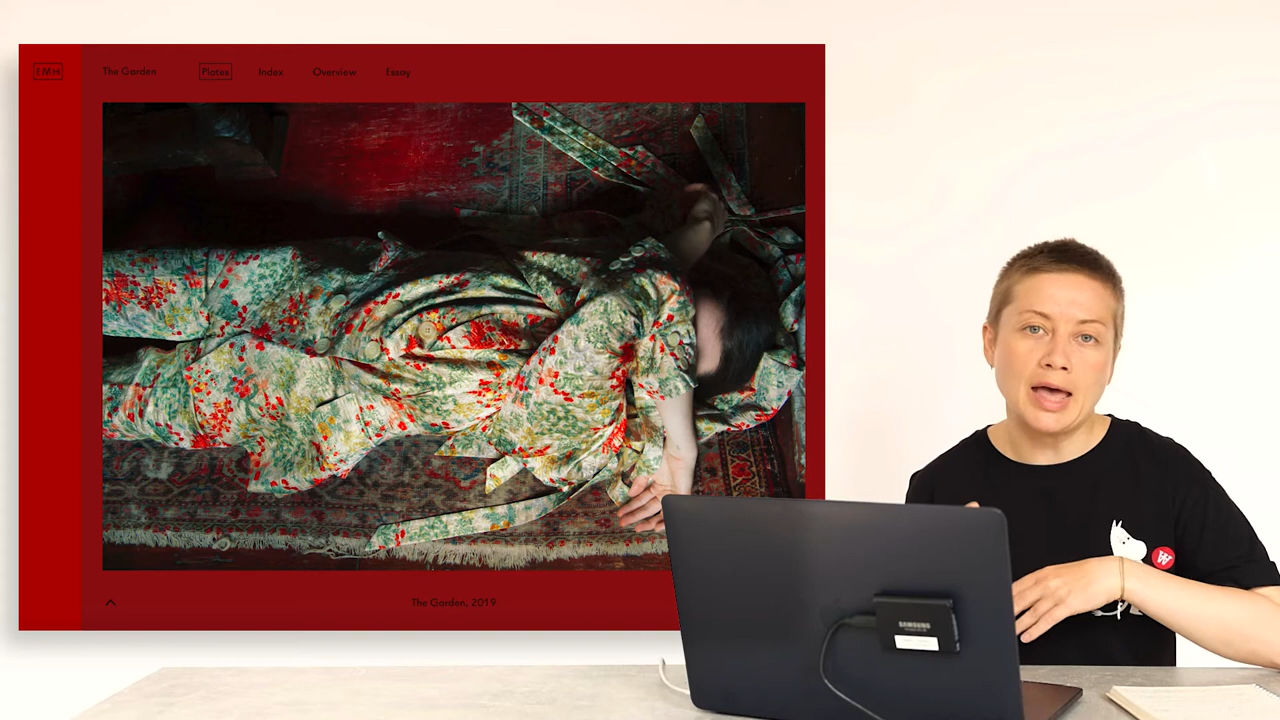 EMH
The Garden Plates Index Overview Essay
The Garden, 2019
SAMSUNG
W